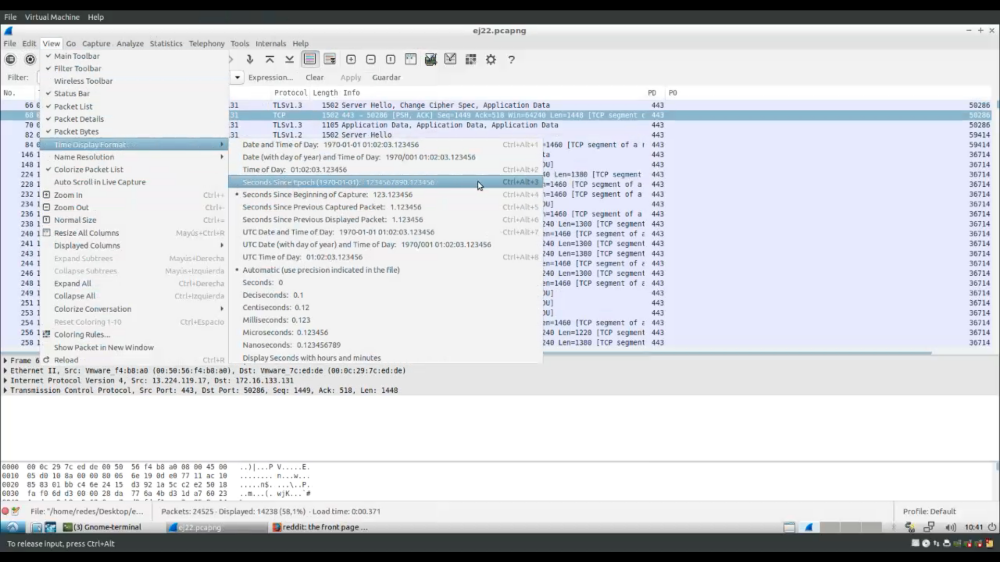 File Virtual Machine Help
ej22.pcapng
File Edit View Go Capture Analyze Statistics Telephony Tools Internals Help
Main Toolbar
Filter Toolbar
Wireless Toolbar
Status Bar
Packet List
Packet Details
Packet Bytes
Time Display Format
Name Resolution
Colorize Packet List
Auto Scroll in Live Capture
Zoom In Ctrl++
Zoom Out Ctrl+-
Normal Size Ctrl+=
Resize All Columns Mayús+Ctrl+R
Displayed Columns
Expand Subtrees Mayús+Derecha
Collapse Subtrees Mayús+Izquierda
Expand All Ctrl+Derecha
Collapse All Ctrl+Izquierda
Colorize Conversation
Reset Coloring 1-10 Ctrl+Espacio
Coloring Rules...
Show Packet in New Window
Reload Ctrl+R
Filter: Expression... Clear Apply Guardar
No. Protocol Length Info PD PO
66 0 .31 TLSv1.3 1502 Server Hello, Change Cipher Spec, Application Data 443 50286
68 0 .31 TCP 1502 443 → 50286 [PSH, ACK] Seq=1449 Ack=518 Win=64240 Len=1448 [TCP segment 443 50286
70 0 .31 TLSv1.3 1105 Application Data, Application Data, Application Data 443 50286
82 0 .31 TLSv1.2 1502 Server Hello 443 59414
84 0 =1460 [TCP segment of a 443 59414
146 1 ta 443 36714
148 1 DU] 443 36714
224 1 40 Len=1380 [TCP segment 443 36714
228 1 n=1460 [TCP segment of a 443 36714
232 1 n=1460 [TCP segment of a 443 36714
234 1 DU] 443 36714
236 1 n=1460 [TCP segment of a 443 36714
238 1 240 Len=1300 [TCP segment 443 36714
240 1 en=1460 [TCP segment of a 443 36714
241 1 240 Len=1300 [TCP segment 443 36714
243 1 240 Len=1380 [TCP segment 443 36714
244 1 en=1460 [TCP segment of a 443 36714
246 1 240 Len=1300 [TCP segment 443 36714
248 1 en=1460 [TCP segment of a 443 36714
249 1 DU] 443 36714
251 1 DU] 443 36714
253 1 DU] 443 36714
254 1 en=1460 [TCP segment of a 443 36714
256 1 240 Len=1220 [TCP segment 443 36714
258 1 240 Len=1380 [TCP segment 443 36714
Date and Time of Day: 1970-01-01 01:02:03.123456 Ctrl+Alt+1
Date (with day of year) and Time of Day: 1970/001 01:02:03.123456
Time of Day: 01:02:03.123456 Ctrl+Alt+2
Seconds Since Epoch (1970-01-01): 1234567890.123456 Ctrl+Alt+3
Seconds Since Beginning of Capture: 123.123456 Ctrl+Alt+4
Seconds Since Previous Captured Packet: 1.123456 Ctrl+Alt+5
Seconds Since Previous Displayed Packet: 1.123456 Ctrl+Alt+6
UTC Date and Time of Day: 1970-01-01 01:02:03.123456 Ctrl+Alt+7
UTC Date (with day of year) and Time of Day: 1970/001 01:02:03.123456
UTC Time of Day: 01:02:03.123456 Ctrl+Alt+8
Automatic (use precision indicated in the file)
Seconds: 0
Deciseconds: 0.1
Centiseconds: 0.12
Milliseconds: 0.123
Microseconds: 0.123456
Nanoseconds: 0.123456789
Display Seconds with hours and minutes
Frame 6
Ethernet II, Src: Vmware_f4:b8:a0 (00:50:56:f4:b8:a0), Dst: Vmware_7c:ed:de (00:0c:29:7c:ed:de)
Internet Protocol Version 4, Src: 13.224.119.17, Dst: 172.16.133.131
Transmission Control Protocol, Src Port: 443, Dst Port: 50286, Seq: 1449, Ack: 518, Len: 1448
0000 00 0c 29 7c ed de 00 50 56 f4 b8 a0 08 00 45 00 ..)|...P V.....E.
0010 05 d0 10 8a 00 00 80 06 6e 19 0d e0 77 11 ac 10 ........ n...w...
0020 85 83 01 bb c4 6e 24 15 d3 92 1a 5c c2 e2 50 18 .....n$. ...\..P.
0030 fa f0 6d d3 00 00 28 da 77 6a 4b d3 1d a7 60 23 ..m...(. wjK...`#
File: "/home/redes/Desktop/e... Packets: 24525 · Displayed: 14238 (58,1%) · Load time: 0:00.371 Profile: Default
(3) Gnome-terminal ej22.pcapng reddit: the front page ... 10:41
To release input, press Ctrl+Alt